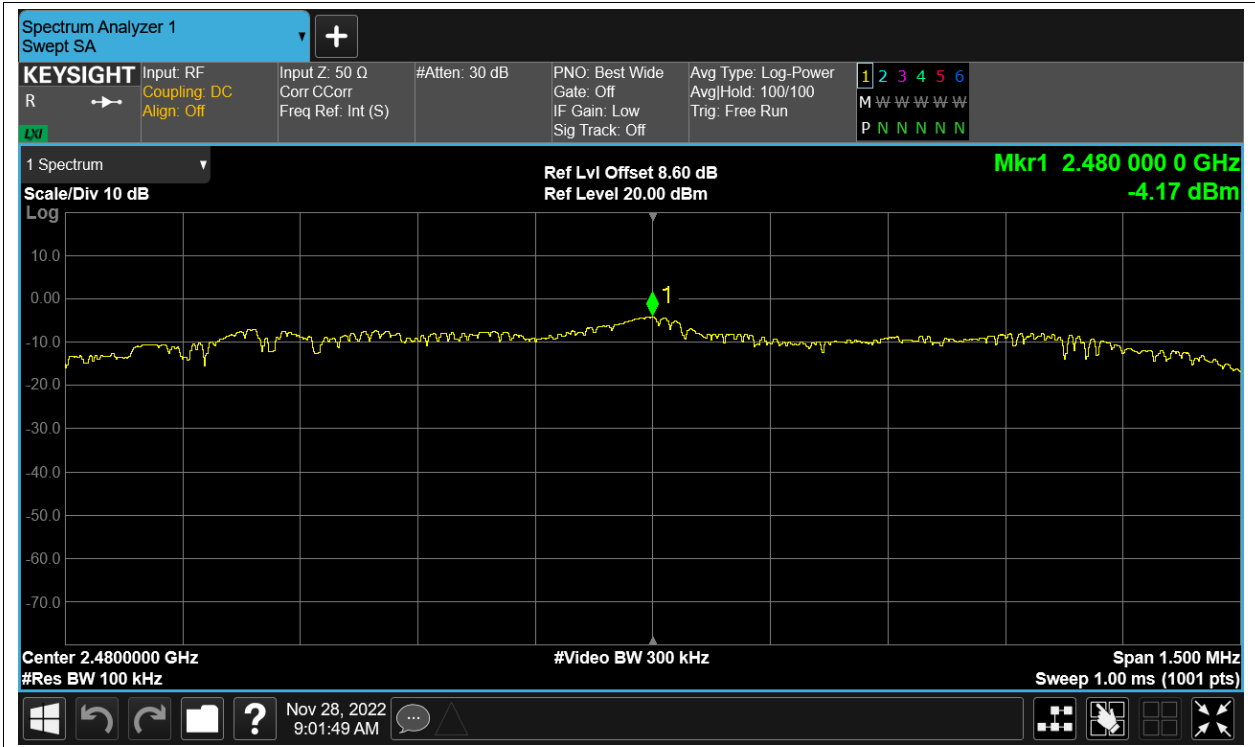 Spectrum Analyzer 1
Swept SA
KEYSIGHT
R
LXI
Input: RF
Coupling: DC
Align: Off
Input Z: 50 Ω
Corr CCorr
Freq Ref: Int (S)
#Atten: 30 dB
PNO: Best Wide
Gate: Off
IF Gain: Low
Sig Track: Off
Avg Type: Log-Power
Avg|Hold: 100/100
Trig: Free Run
1 2 3 4 5 6
M W W W W W
P N N N N N
1 Spectrum
Scale/Div 10 dB
Log
Ref Lvl Offset 8.60 dB
Ref Level 20.00 dBm
Mkr1 2.480 000 0 GHz
-4.17 dBm
10.0
0.00
-10.0
-20.0
-30.0
-40.0
-50.0
-60.0
-70.0
1
Center 2.4800000 GHz
#Res BW 100 kHz
#Video BW 300 kHz
Span 1.500 MHz
Sweep 1.00 ms (1001 pts)
?
Nov 28, 2022
9:01:49 AM